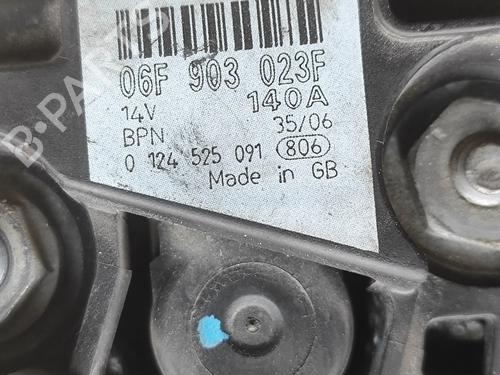 06F 903 023F
14V 140A
BPN 35/06
0 124 525 091 806
Made in GB
B-PARTS